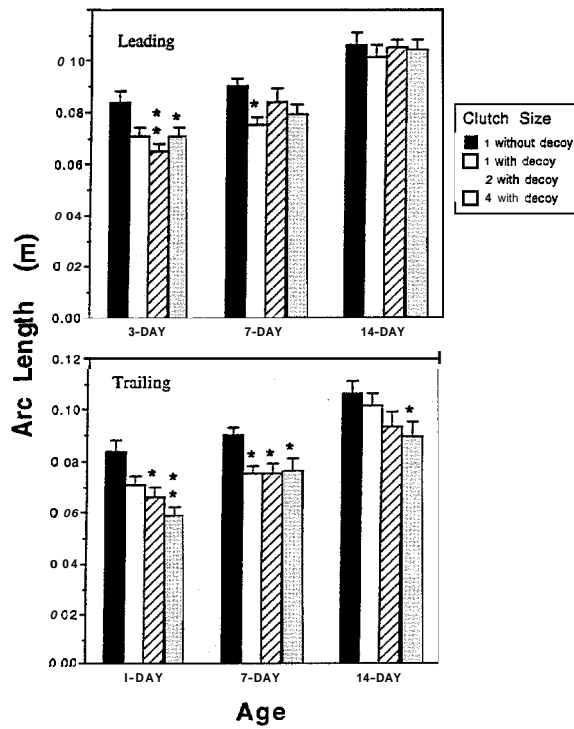 Leading
0.10
0.08
0.06
0 04
0 02
0.00
3-DAY
7-DAY
14-DAY
Clutch Size
1 without decoy
1 with decoy
2 with decoy
4 with decoy
Arc Length (m)
0.12
Trailing
0.10
0.08
0 06
0 04
0 02
0.00
I-DAY
7-DAY
14-DAY
Age